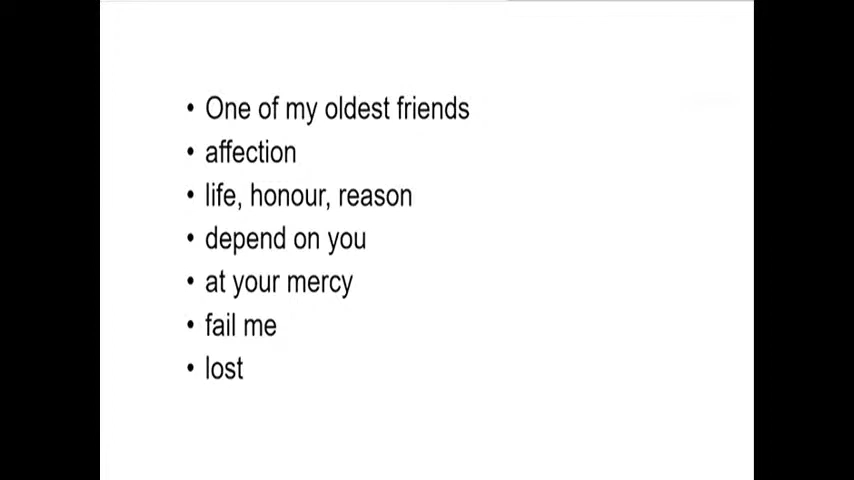 • One of my oldest friends
• affection
• life, honour, reason
• depend on you
• at your mercy
• fail me
• lost